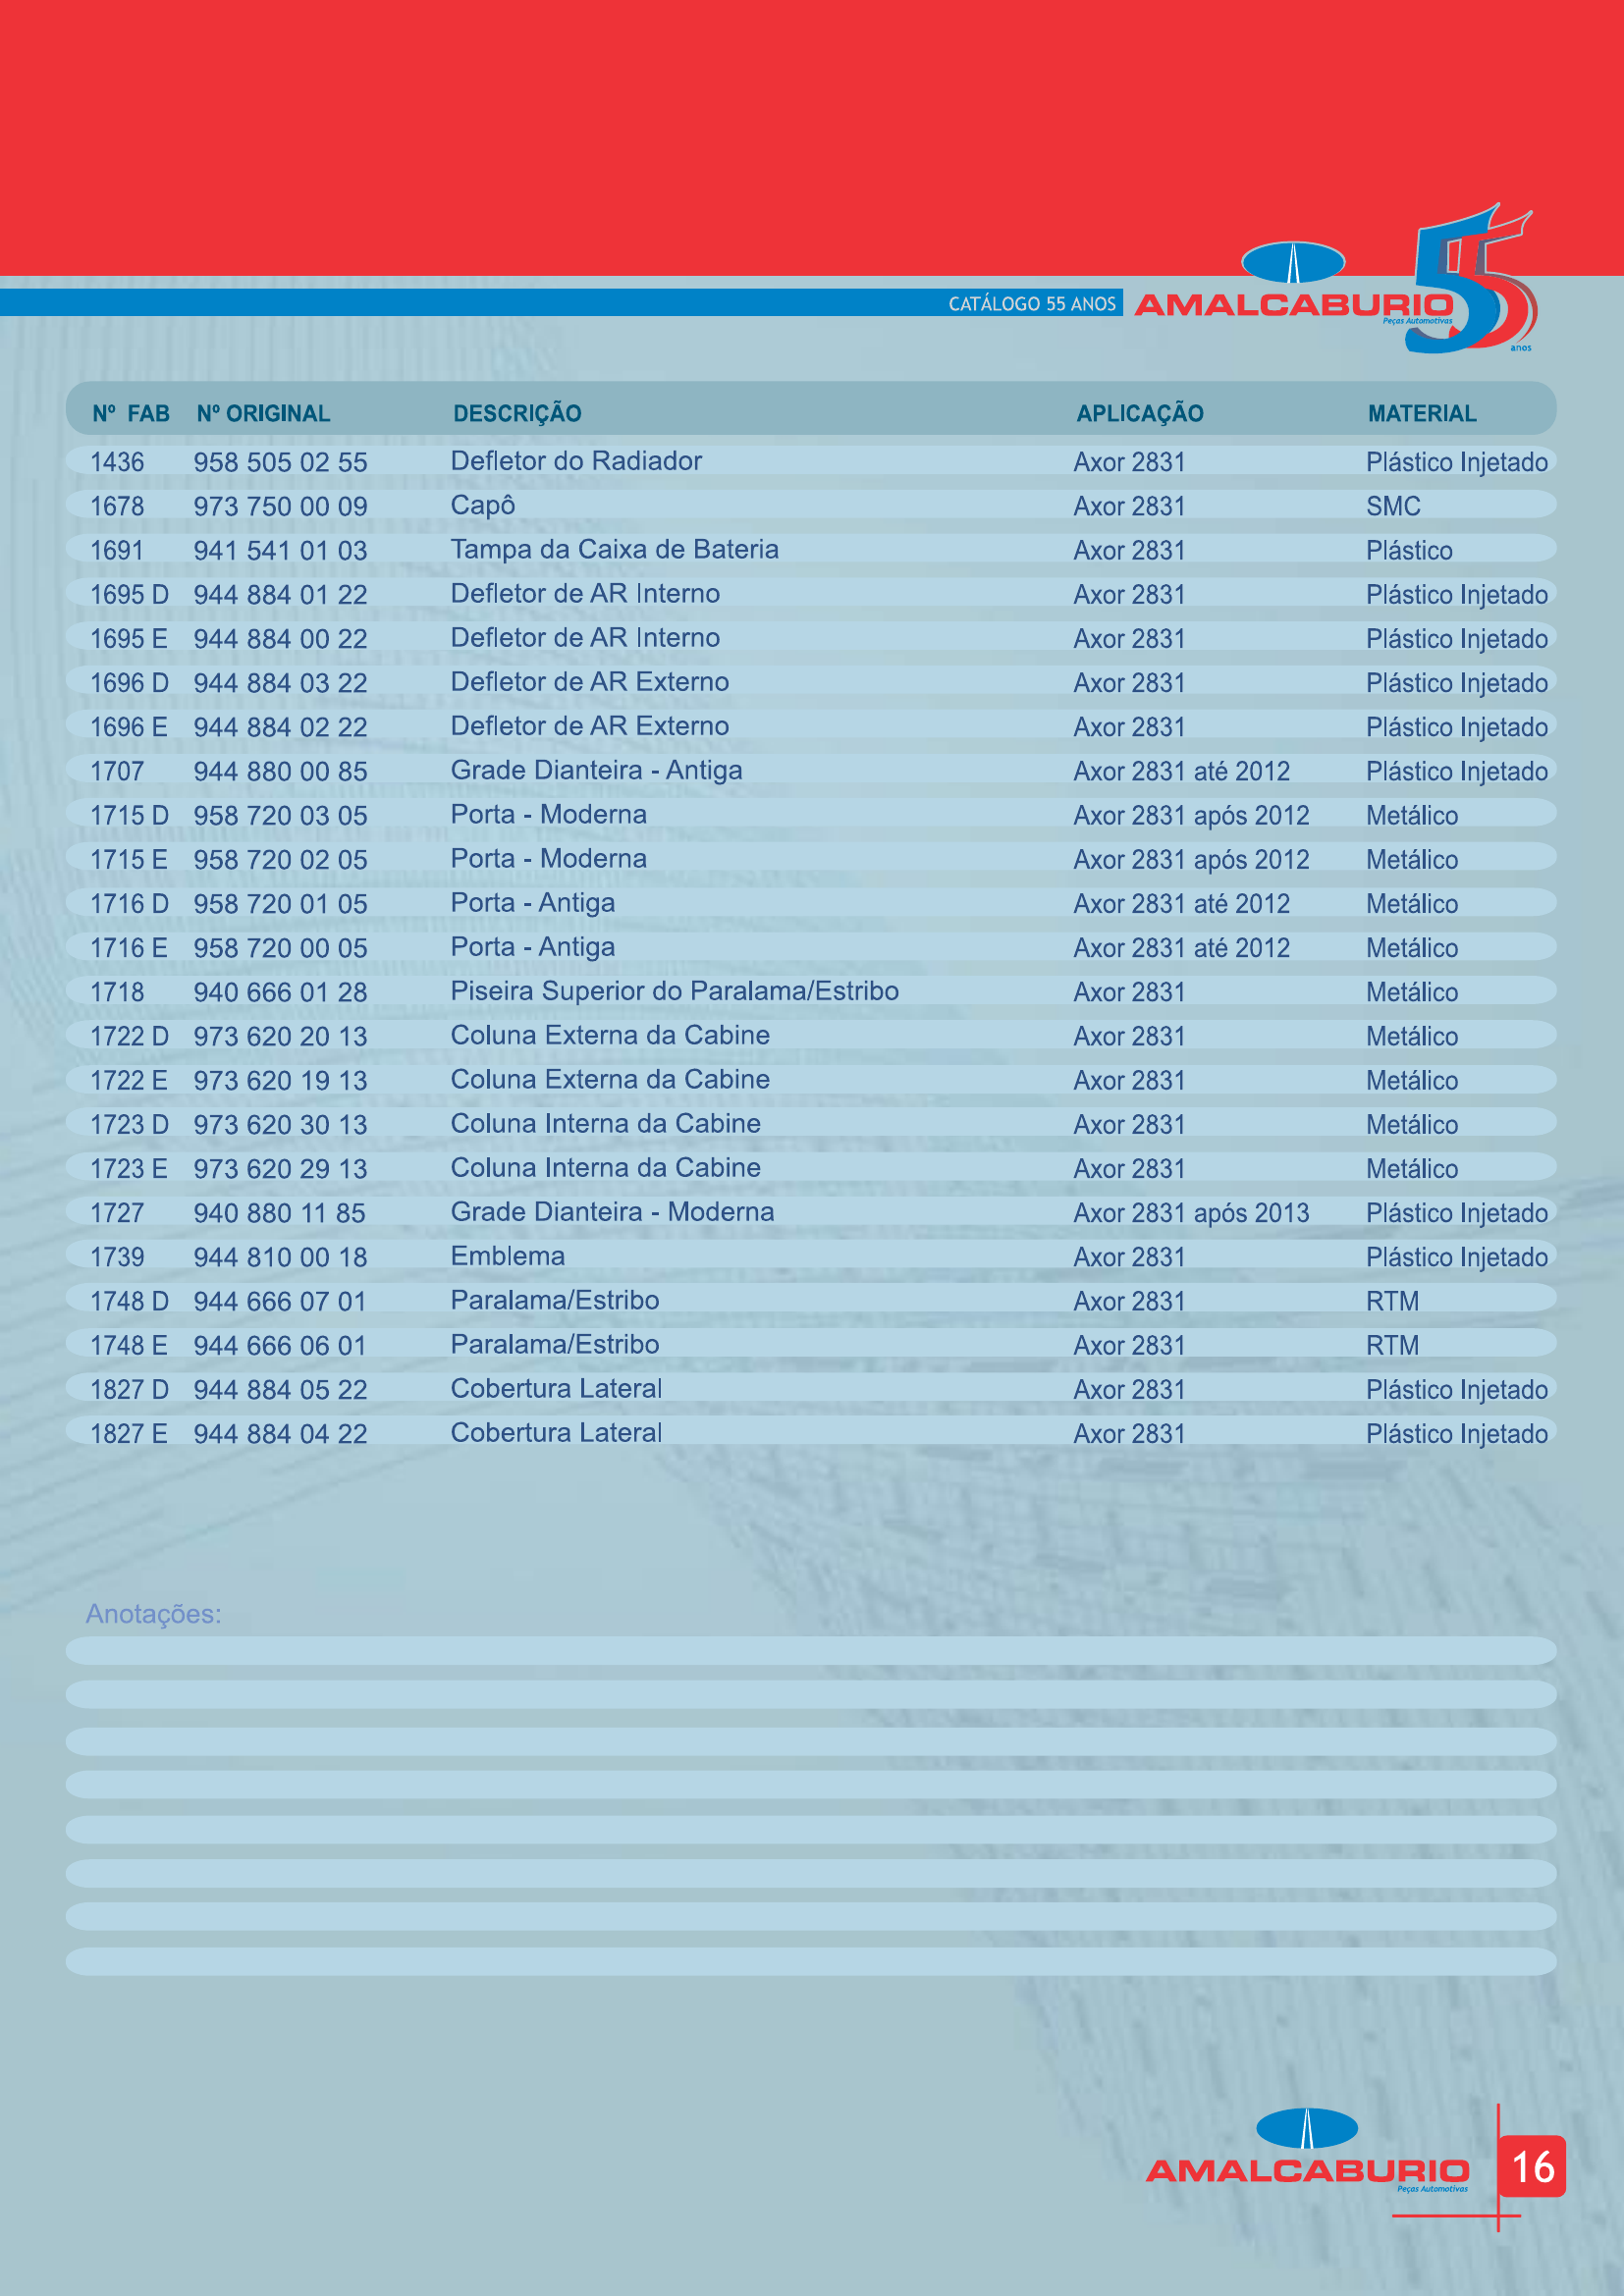 CATÁLOGO 55 ANOS AMALCABURIO 55
Peças Automotivas
anos
Nº FAB Nº ORIGINAL DESCRIÇÃO APLICAÇÃO MATERIAL
1436 958 505 02 55 Defletor do Radiador Axor 2831 Plástico Injetado
1678 973 750 00 09 Capô Axor 2831 SMC
1691 941 541 01 03 Tampa da Caixa de Bateria Axor 2831 Plástico
1695 D 944 884 01 22 Defletor de AR Interno Axor 2831 Plástico Injetado
1695 E 944 884 00 22 Defletor de AR Interno Axor 2831 Plástico Injetado
1696 D 944 884 03 22 Defletor de AR Externo Axor 2831 Plástico Injetado
1696 E 944 884 02 22 Defletor de AR Externo Axor 2831 Plástico Injetado
1707 944 880 00 85 Grade Dianteira - Antiga Axor 2831 até 2012 Plástico Injetado
1715 D 958 720 03 05 Porta - Moderna Axor 2831 após 2012 Metálico
1715 E 958 720 02 05 Porta - Moderna Axor 2831 após 2012 Metálico
1716 D 958 720 01 05 Porta - Antiga Axor 2831 até 2012 Metálico
1716 E 958 720 00 05 Porta - Antiga Axor 2831 até 2012 Metálico
1718 940 666 01 28 Piseira Superior do Paralama/Estribo Axor 2831 Metálico
1722 D 973 620 20 13 Coluna Externa da Cabine Axor 2831 Metálico
1722 E 973 620 19 13 Coluna Externa da Cabine Axor 2831 Metálico
1723 D 973 620 30 13 Coluna Interna da Cabine Axor 2831 Metálico
1723 E 973 620 29 13 Coluna Interna da Cabine Axor 2831 Metálico
1727 940 880 11 85 Grade Dianteira - Moderna Axor 2831 após 2013 Plástico Injetado
1739 944 810 00 18 Emblema Axor 2831 Plástico Injetado
1748 D 944 666 07 01 Paralama/Estribo Axor 2831 RTM
1748 E 944 666 06 01 Paralama/Estribo Axor 2831 RTM
1827 D 944 884 05 22 Cobertura Lateral Axor 2831 Plástico Injetado
1827 E 944 884 04 22 Cobertura Lateral Axor 2831 Plástico Injetado
Anotações:
AMALCABURIO 16
Peças Automotivas